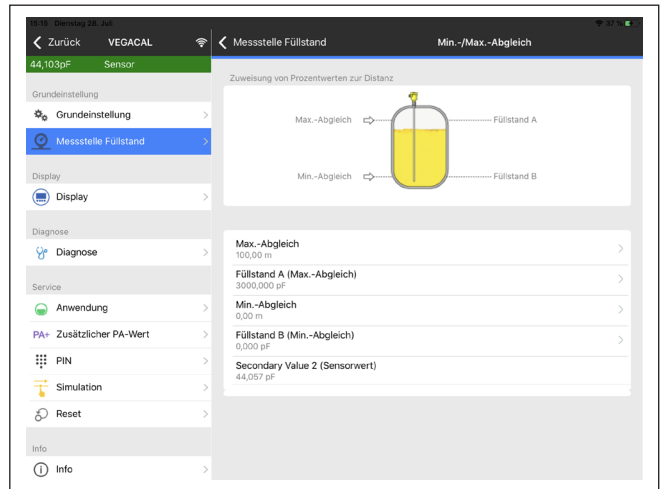 15:15 Dienstag 28. Juli
37 %
Zurück VEGACAL
Messstelle Füllstand Min.-/Max.-Abgleich
44,103pF Sensor
Grundeinstellung
Grundeinstellung
Messstelle Füllstand
Display
Display
Diagnose
Diagnose
Service
Anwendung
PA+ Zusätzlicher PA-Wert
PIN
Simulation
Reset
Info
Info
Zuweisung von Prozentwerten zur Distanz
Max.-Abgleich Füllstand A
Min.-Abgleich Füllstand B
Max.-Abgleich
100,00 m
Füllstand A (Max.-Abgleich)
3000,000 pF
Min.-Abgleich
0,00 m
Füllstand B (Min.-Abgleich)
0,000 pF
Secondary Value 2 (Sensorwert)
44,057 pF